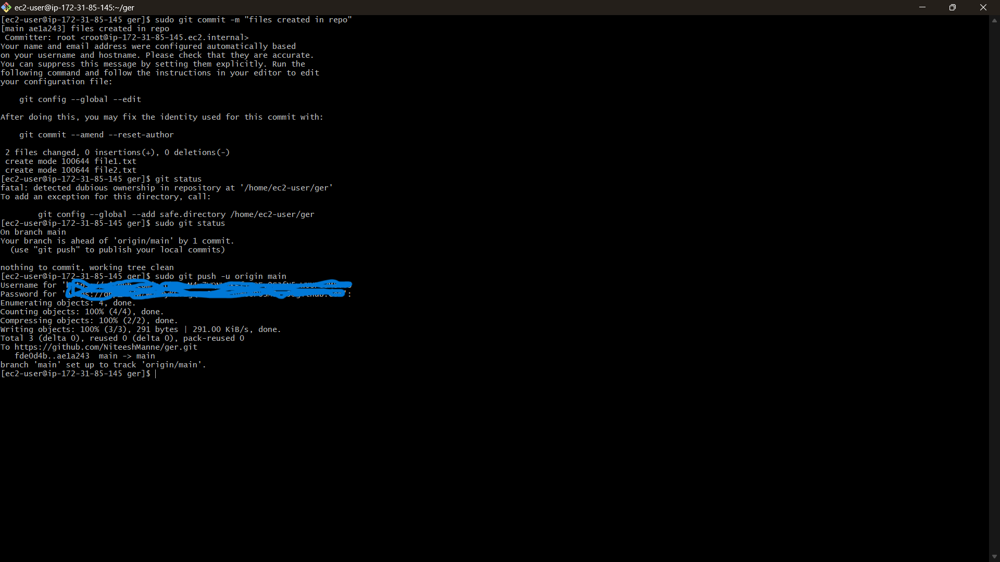 ec2-user@ip-172-31-85-145:~/ger
[ec2-user@ip-172-31-85-145 ger]$ sudo git commit -m "files created in repo"
[main ae1a243] files created in repo
 Committer: root <root@ip-172-31-85-145.ec2.internal>
Your name and email address were configured automatically based
on your username and hostname. Please check that they are accurate.
You can suppress this message by setting them explicitly. Run the
following command and follow the instructions in your editor to edit
your configuration file:
    git config --global --edit
After doing this, you may fix the identity used for this commit with:
    git commit --amend --reset-author
 2 files changed, 0 insertions(+), 0 deletions(-)
 create mode 100644 file1.txt
 create mode 100644 file2.txt
[ec2-user@ip-172-31-85-145 ger]$ git status
fatal: detected dubious ownership in repository at '/home/ec2-user/ger'
To add an exception for this directory, call:
        git config --global --add safe.directory /home/ec2-user/ger
[ec2-user@ip-172-31-85-145 ger]$ sudo git status
On branch main
Your branch is ahead of 'origin/main' by 1 commit.
  (use "git push" to publish your local commits)
nothing to commit, working tree clean
[ec2-user@ip-172-31-85-145 ger]$ sudo git push -u origin main
Username for
Password for
Enumerating objects: 4, done.
Counting objects: 100% (4/4), done.
Compressing objects: 100% (2/2), done.
Writing objects: 100% (3/3), 291 bytes | 291.00 KiB/s, done.
Total 3 (delta 0), reused 0 (delta 0), pack-reused 0
To https://github.com/NiteeshManne/ger.git
   fde0d4b..ae1a243  main -> main
branch 'main' set up to track 'origin/main'.
[ec2-user@ip-172-31-85-145 ger]$